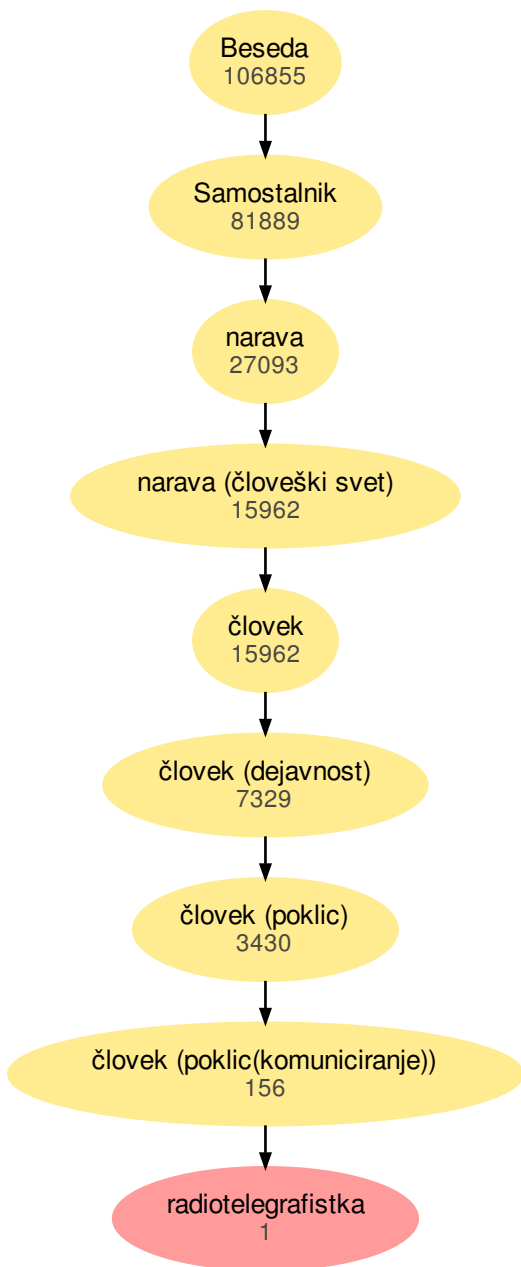 Beseda
106855
Samostalnik
81889
narava
27093
narava (človeški svet)
15962
človek
15962
človek (dejavnost)
7329
človek (poklic)
3430
človek (poklic(komuniciranje))
156
radiotelegrafistka
1